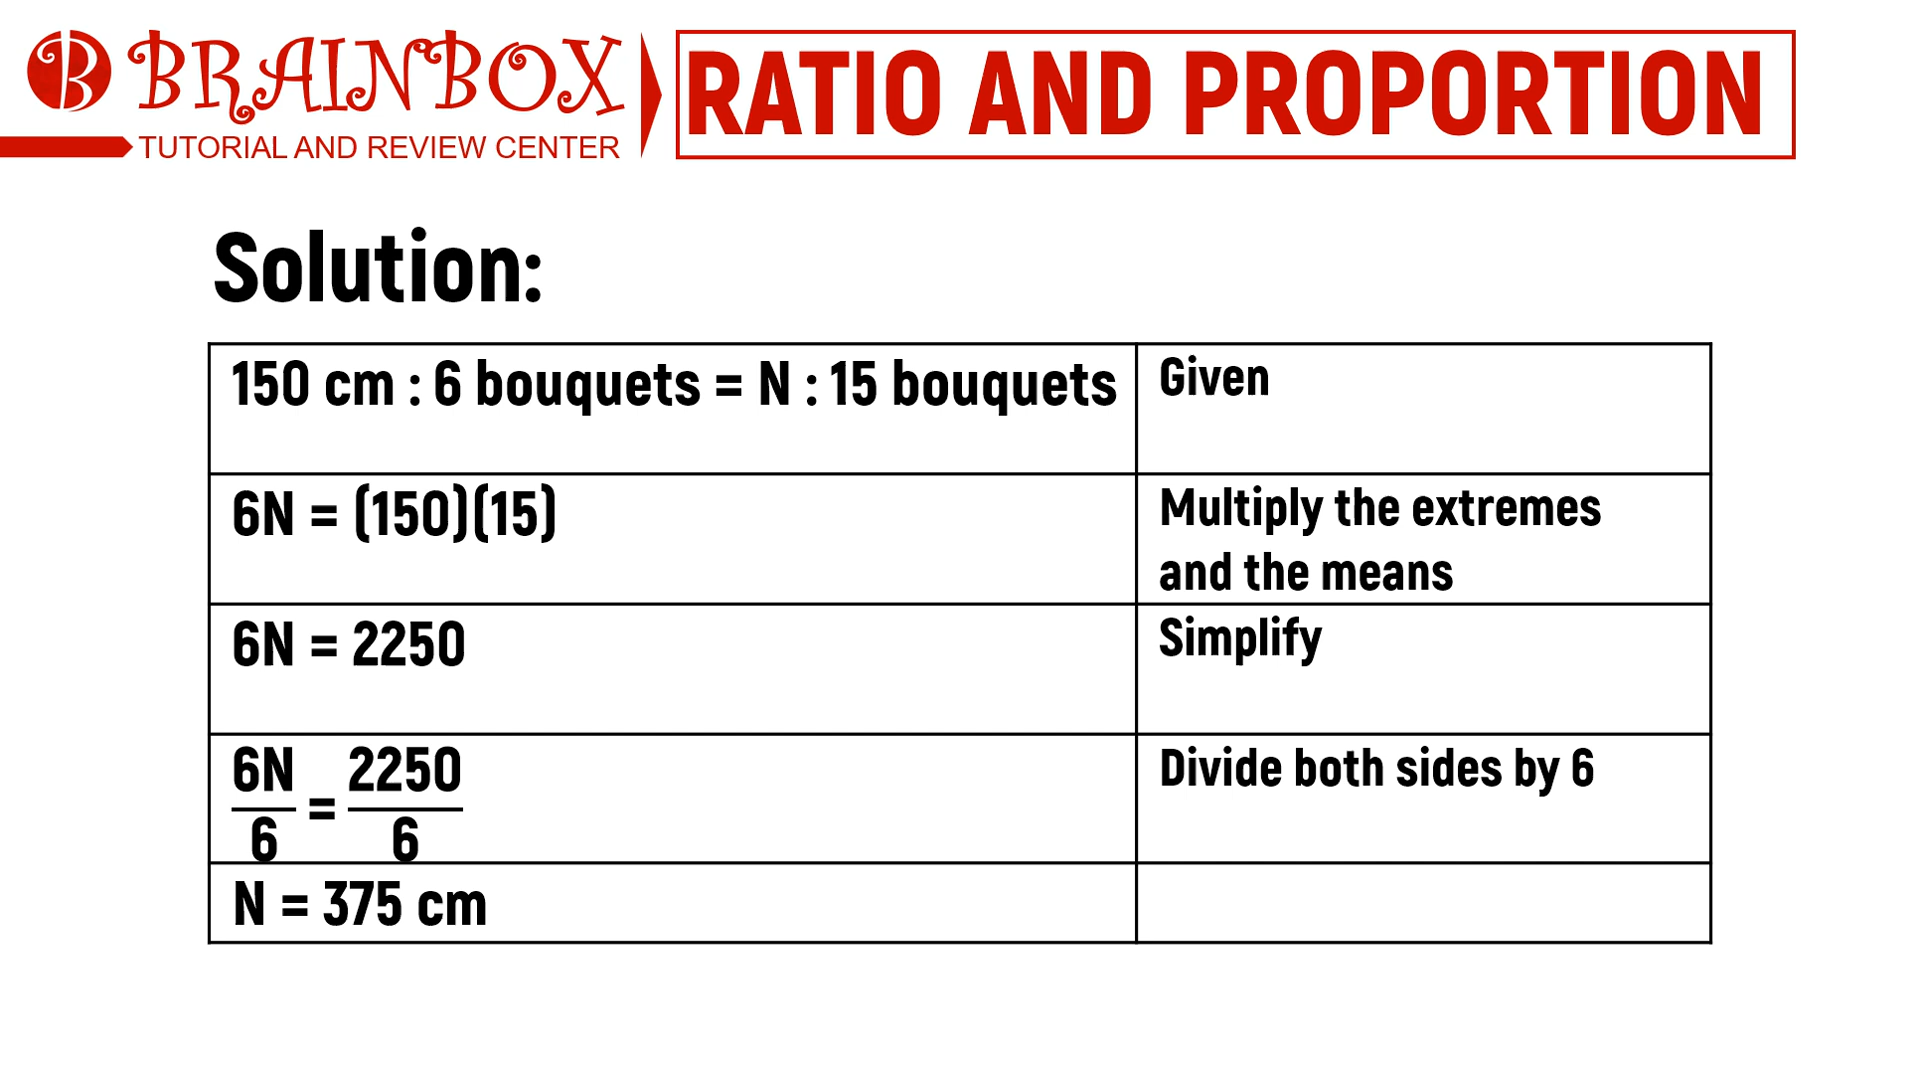 B BRAINBOX
TUTORIAL AND REVIEW CENTER
RATIO AND PROPORTION
Solution:
150 cm : 6 bouquets = N : 15 bouquets
Given
6N = (150)(15)
Multiply the extremes
and the means
6N = 2250
Simplify
6N/6 = 2250/6
Divide both sides by 6
N = 375 cm